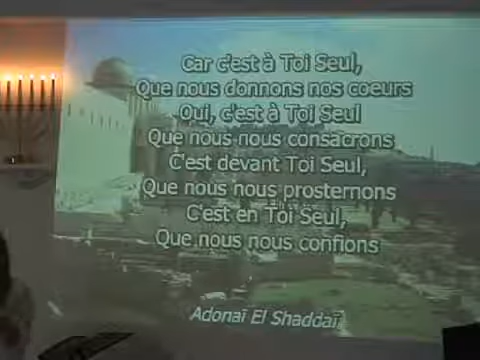 Car c'est à Toi Seul,
Que nous donnons nos coeurs
Oui, c'est à Toi Seul
Que nous nous consacrons
C'est devant Toi Seul,
Que nous nous prosternons
C'est en Toi Seul,
Que nous nous confions
Adonaï El Shaddaï